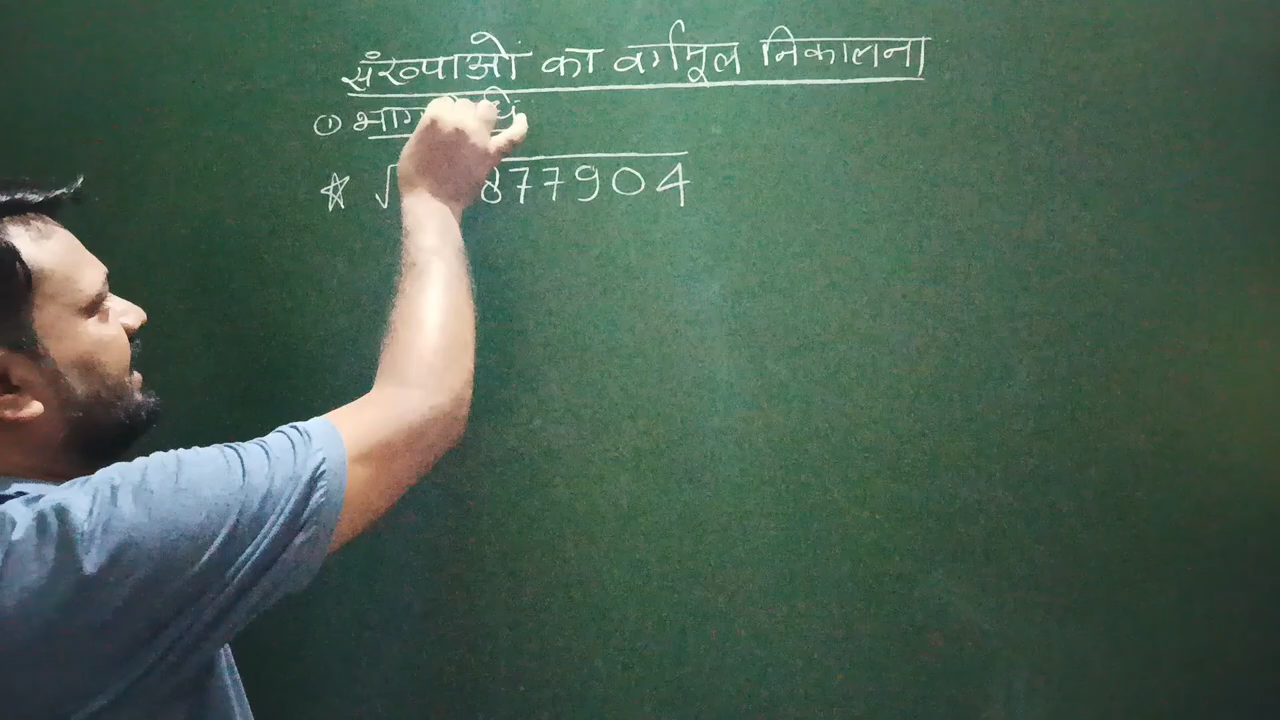 संख्याओं का वर्गमूल निकालना
① भाग
☆ √ 877904